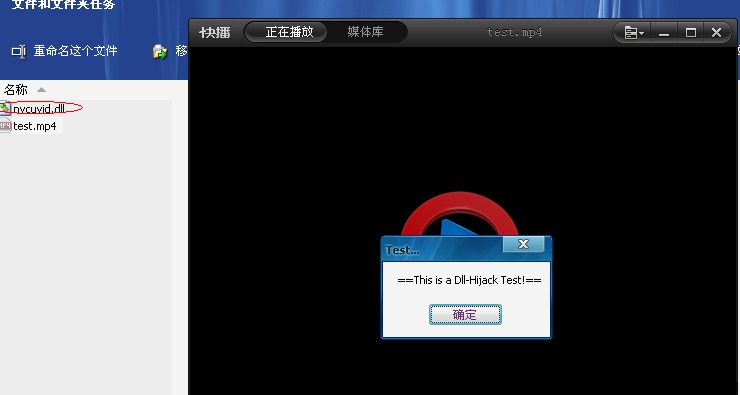 文件和文件夹任务
重命名这个文件
移
名称
nvcuvid.dll
test.mp4
快播
正在播放
媒体库
test.mp4
Test...
==This is a Dll-Hijack Test!==
确定